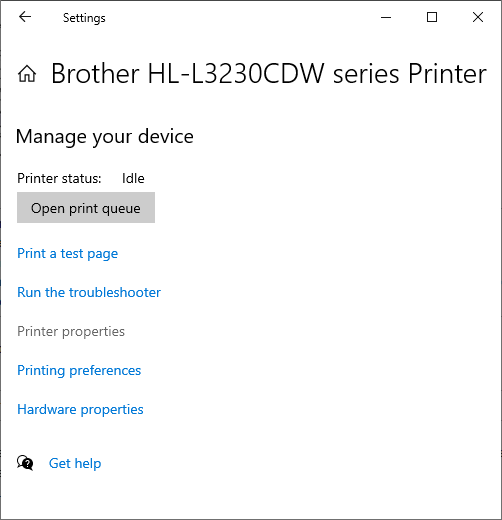 Settings
Brother HL-L3230CDW series Printer
Manage your device
Printer status: Idle
Open print queue
Print a test page
Run the troubleshooter
Printer properties
Printing preferences
Hardware properties
Get help